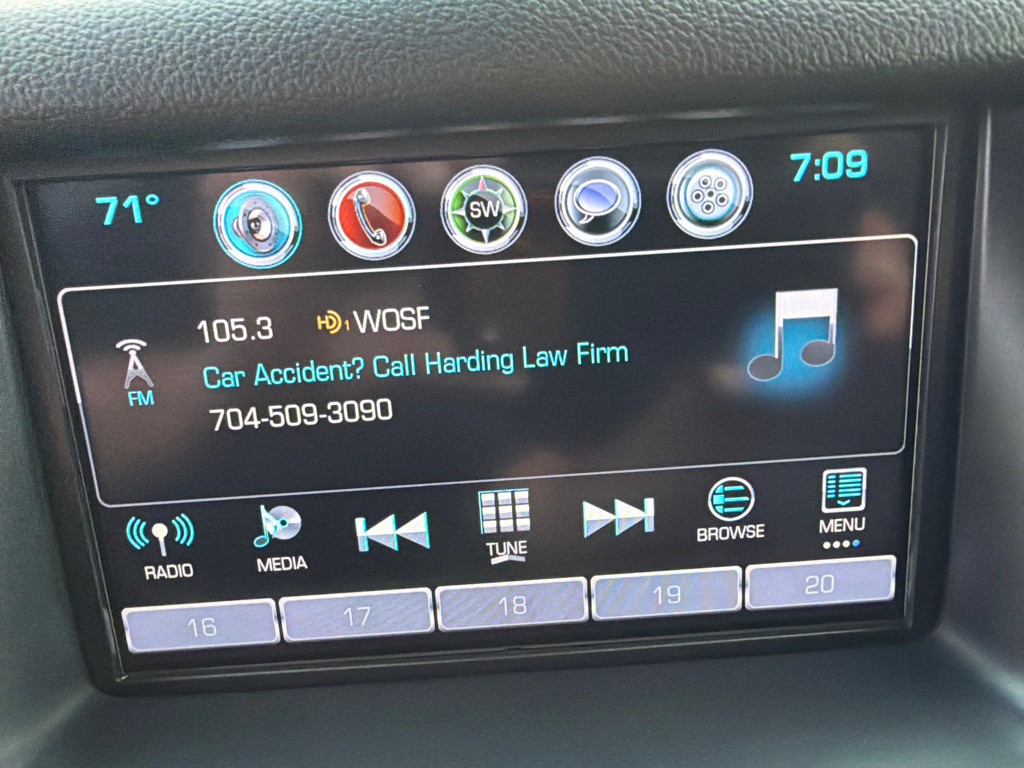 71°
SW
7:09
105.3 HD1 WOSF
Car Accident? Call Harding Law Firm
FM
704-509-3090
RADIO
MEDIA
TUNE
BROWSE
MENU
16
17
18
19
20